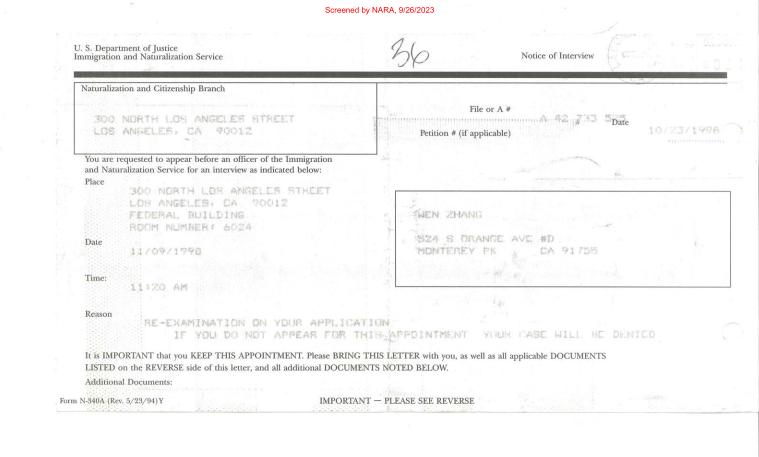 Screened by NARA, 9/26/2023
U. S. Department of Justice
Immigration and Naturalization Service
36
Notice of Interview
Naturalization and Citizenship Branch
300 NORTH LOS ANGELES STREET
LOS ANGELES, CA 90012
File or A #
A 42 733
Date
Petition # (if applicable)
10/23/1998
You are requested to appear before an officer of the Immigration
and Naturalization Service for an interview as indicated below:
Place
300 NORTH LOS ANGELES STREET
LOS ANGELES, CA 90012
FEDERAL BUILDING
ROOM NUMBER: 6024
WEN ZHANG
524 S ORANGE AVE #D
MONTEREY PK CA 91755
Date
11/09/1998
Time:
11:20 AM
Reason
RE-EXAMINATION ON YOUR APPLICATION
IF YOU DO NOT APPEAR FOR THIS APPOINTMENT YOUR CASE WILL BE DENIED
It is IMPORTANT that you KEEP THIS APPOINTMENT. Please BRING THIS LETTER with you, as well as all applicable DOCUMENTS
LISTED on the REVERSE side of this letter, and all additional DOCUMENTS NOTED BELOW.
Additional Documents:
Form N-340A (Rev. 5/23/94)Y
IMPORTANT — PLEASE SEE REVERSE